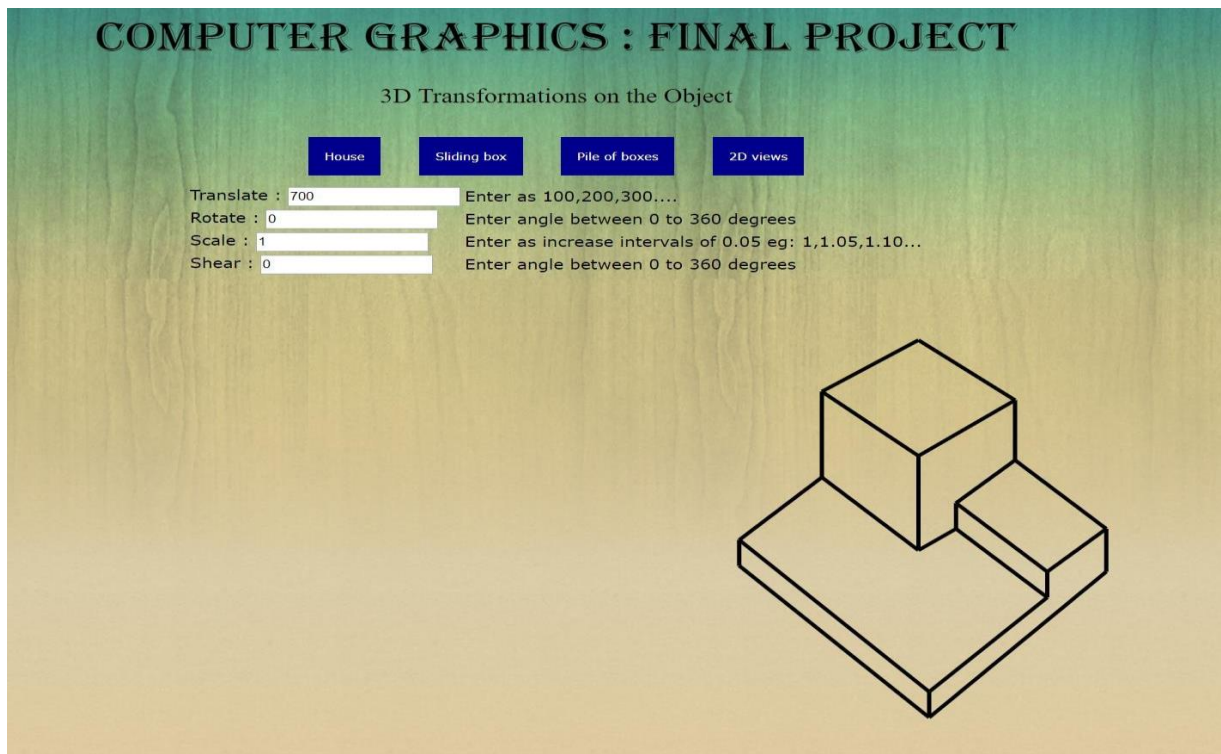 COMPUTER GRAPHICS : FINAL PROJECT
3D Transformations on the Object
House Sliding box Pile of boxes 2D views
Translate : 700 Enter as 100,200,300....
Rotate : 0 Enter angle between 0 to 360 degrees
Scale : 1 Enter as increase intervals of 0.05 eg: 1,1.05,1.10...
Shear : 0 Enter angle between 0 to 360 degrees